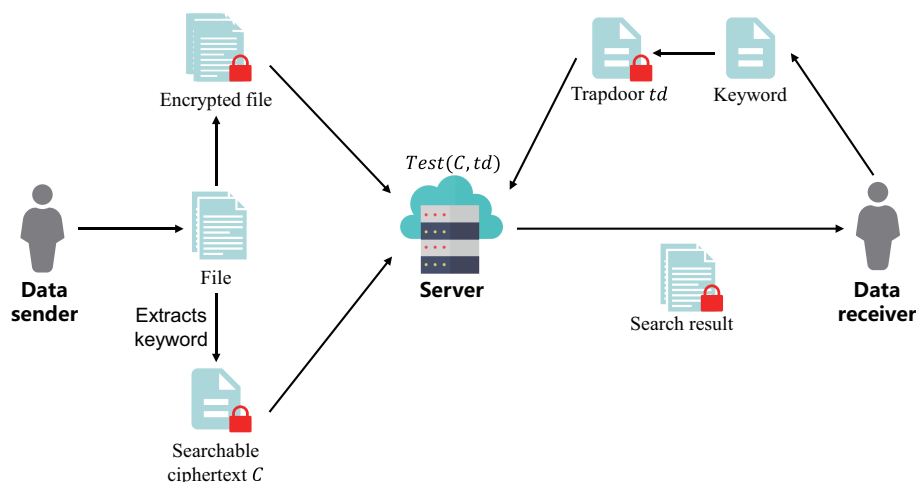 Encrypted file
Trapdoor td
Keyword
Test(C, td)
File
Data
sender
Server
Data
receiver
Extracts
keyword
Search result
Searchable
ciphertext C